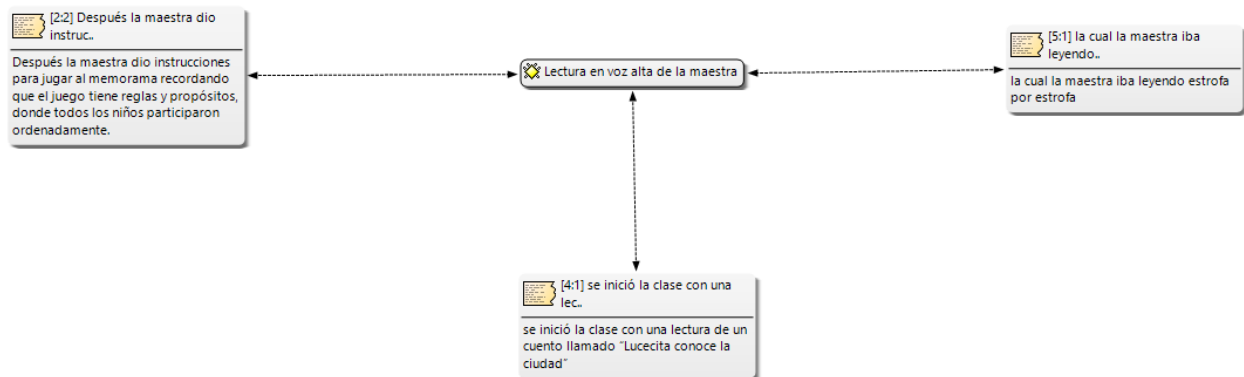 [2:2] Después la maestra dio
instruc..
Después la maestra dio instrucciones
para jugar al memorama recordando
que el juego tiene reglas y propósitos,
donde todos los niños participaron
ordenadamente.
Lectura en voz alta de la maestra
[5:1] la cual la maestra iba
leyendo..
la cual la maestra iba leyendo estrofa
por estrofa
[4:1] se inició la clase con una
lec..
se inició la clase con una lectura de un
cuento llamado “Lucecita conoce la
ciudad”